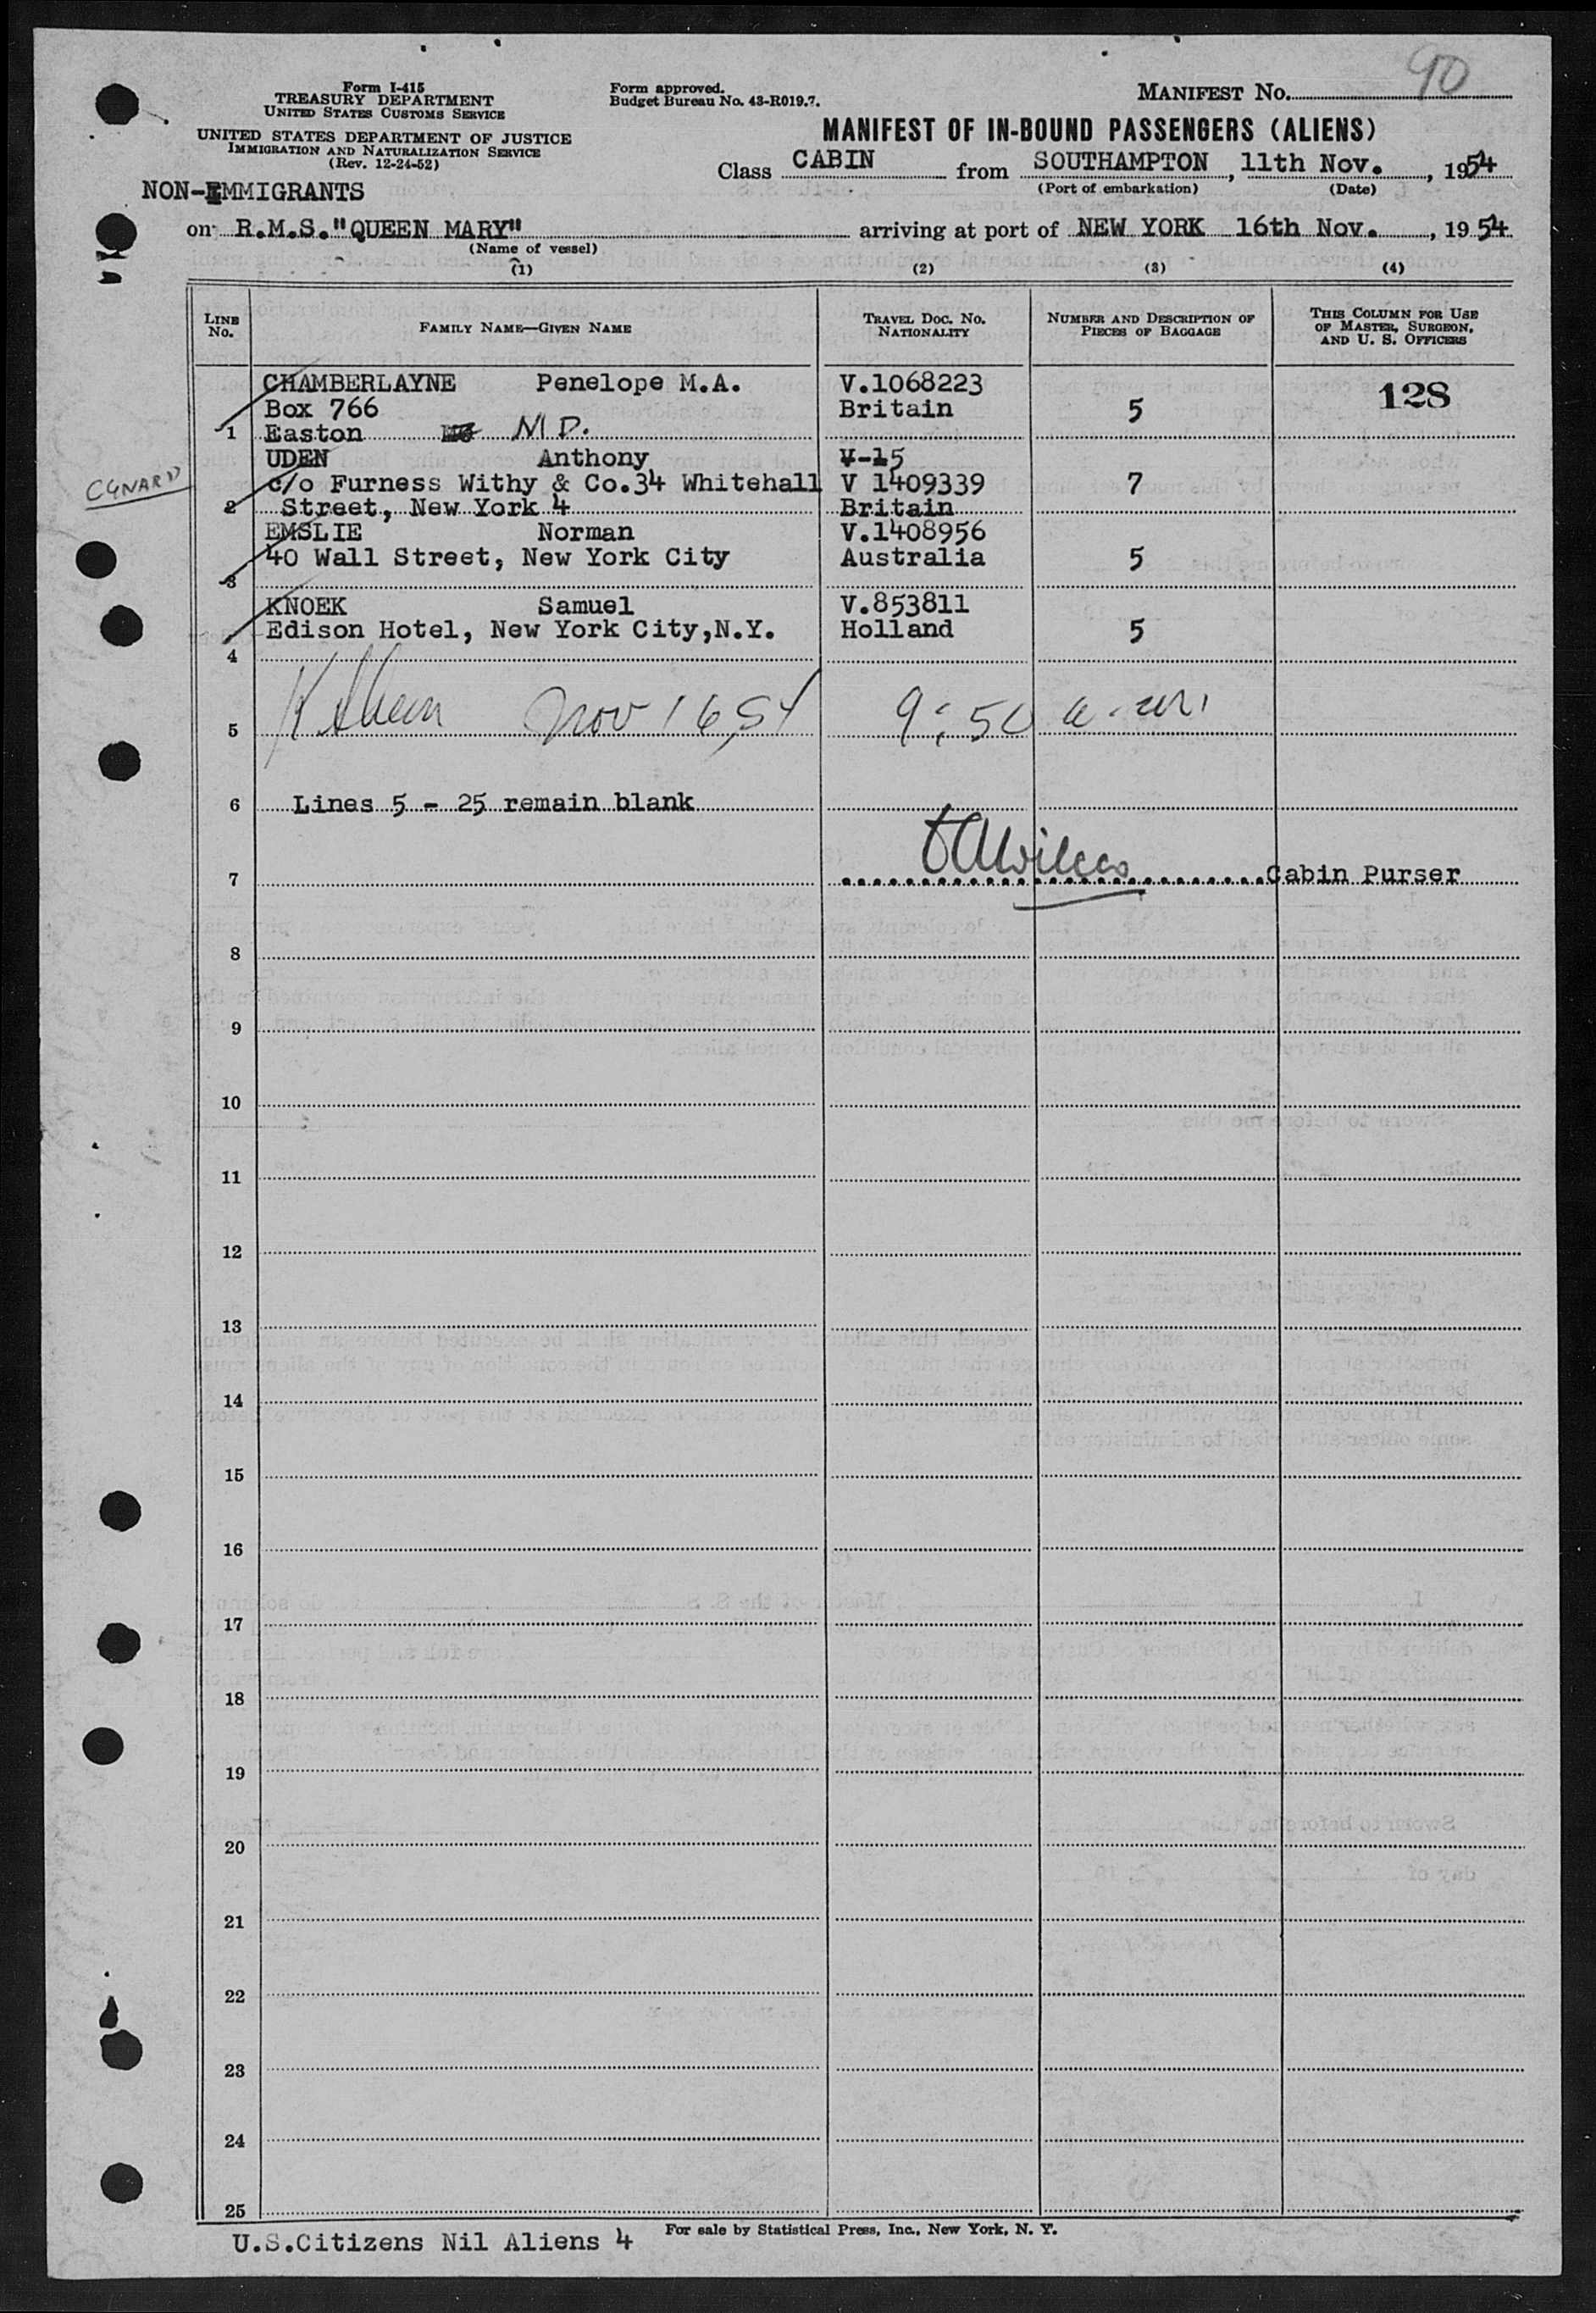 90
Form I-415
TREASURY DEPARTMENT
UNITED STATES CUSTOMS SERVICE
UNITED STATES DEPARTMENT OF JUSTICE
IMMIGRATION AND NATURALIZATION SERVICE
(Rev. 12-24-52)
Form approved.
Budget Bureau No. 43-R019.7.
MANIFEST No.
MANIFEST OF IN-BOUND PASSENGERS (ALIENS)
Class CABIN from SOUTHAMPTON, 11th Nov., 1954
(Port of embarkation) (Date)
NON-IMMIGRANTS
on R.M.S."QUEEN MARY" arriving at port of NEW YORK 16th Nov., 1954
(Name of vessel)
(1) (2) (3) (4)
LINE No. FAMILY NAME—GIVEN NAME TRAVEL DOC. NO. NATIONALITY NUMBER AND DESCRIPTION OF PIECES OF BAGGAGE THIS COLUMN FOR USE OF MASTER, SURGEON, AND U. S. OFFICERS
CHAMBERLAYNE Penelope M.A. V.1068223 128
Box 766 Britain 5
1 Easton MD.
UDEN Anthony V-15
CUNARD c/o Furness Withy & Co.34 Whitehall V 1409339 7
2 Street, New York 4 Britain
EMSLIE Norman V.1408956
40 Wall Street, New York City Australia 5
3
KNOEK Samuel V.853811
Edison Hotel, New York City,N.Y. Holland 5
4
5 Nov 16, 54 9:50 a.m.
6 Lines 5 - 25 remain blank
7 Cabin Purser
8
9
10
11
12
13
14
15
16
17
18
19
20
21
22
23
24
25
U.S.Citizens Nil Aliens 4 For sale by Statistical Press, Inc., New York, N. Y.